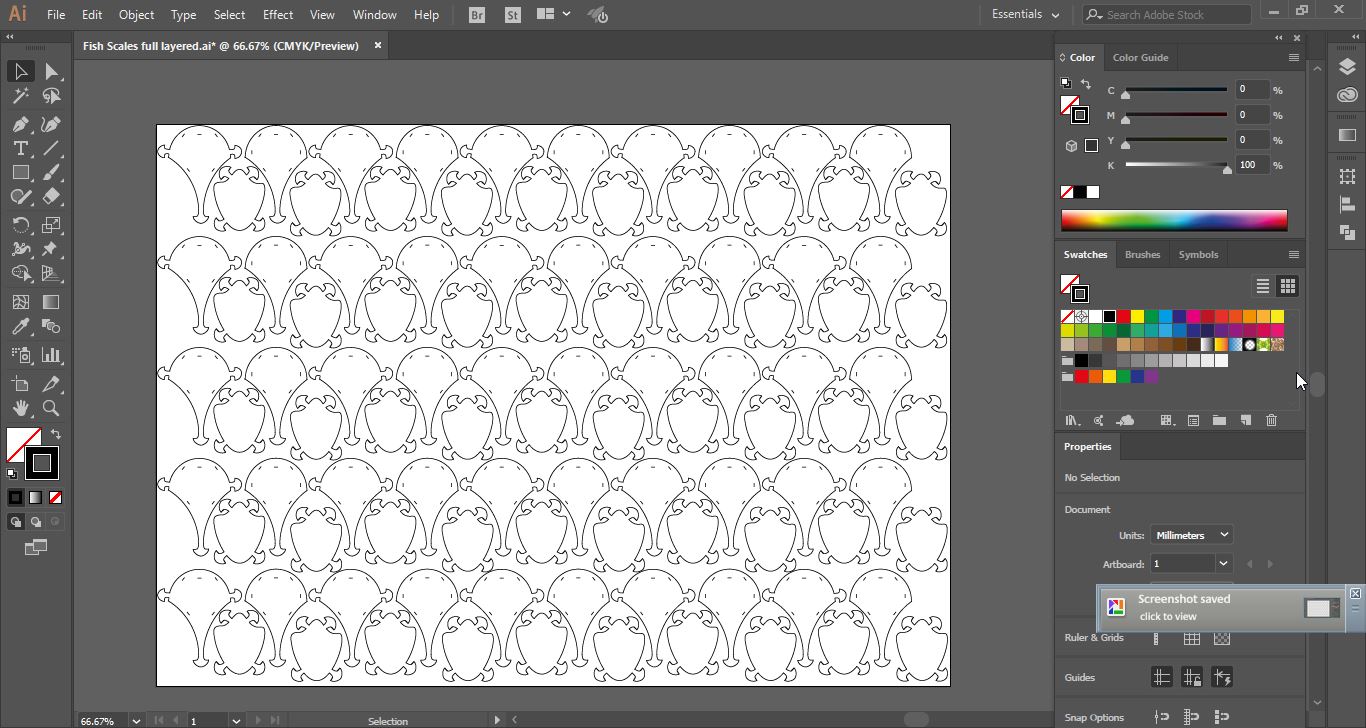 Ai File Edit Object Type Select Effect View Window Help Br St Essentials Search Adobe Stock
Fish Scales full layered.ai* @ 66.67% (CMYK/Preview)
Color Color Guide
C 0 %
M 0 %
Y 0 %
K 100 %
Swatches Brushes Symbols
Properties
No Selection
Document
Units: Millimeters
Artboard: 1
Screenshot saved
click to view
Ruler & Grids
Guides
Snap Options
66.67% 1 Selection